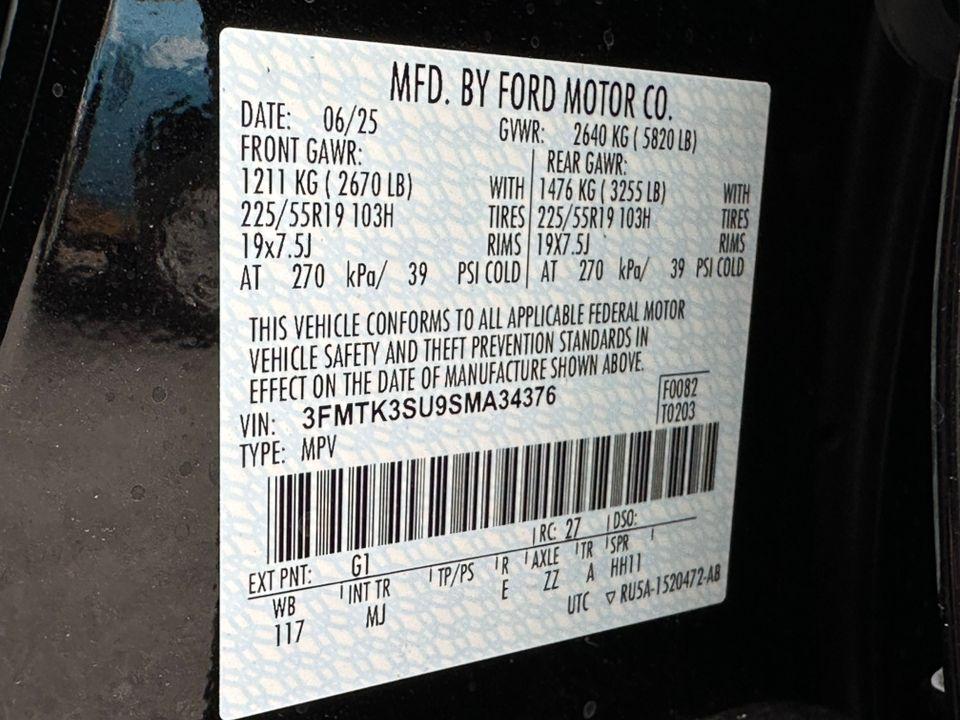 MFD. BY FORD MOTOR CO.
DATE: 06/25 GVWR: 2640 KG ( 5820 LB)
FRONT GAWR: REAR GAWR:
1211 KG ( 2670 LB) WITH 1476 KG ( 3255 LB) WITH
225/55R19 103H TIRES 225/55R19 103H TIRES
19x7.5J RIMS 19X7.5J RIMS
AT 270 kPa/ 39 PSI COLD AT 270 kPa/ 39 PSI COLD
THIS VEHICLE CONFORMS TO ALL APPLICABLE FEDERAL MOTOR
VEHICLE SAFETY AND THEFT PREVENTION STANDARDS IN
EFFECT ON THE DATE OF MANUFACTURE SHOWN ABOVE.
VIN: 3FMTK3SU9SMA34376 F0082
TYPE: MPV T0203
EXT PNT: G1 RC: 27 DSO:
WB INT TR TP/PS R AXLE TR SPR
117 MJ E ZZ A HH11
UTC ▽ RU5A-1520472-AB